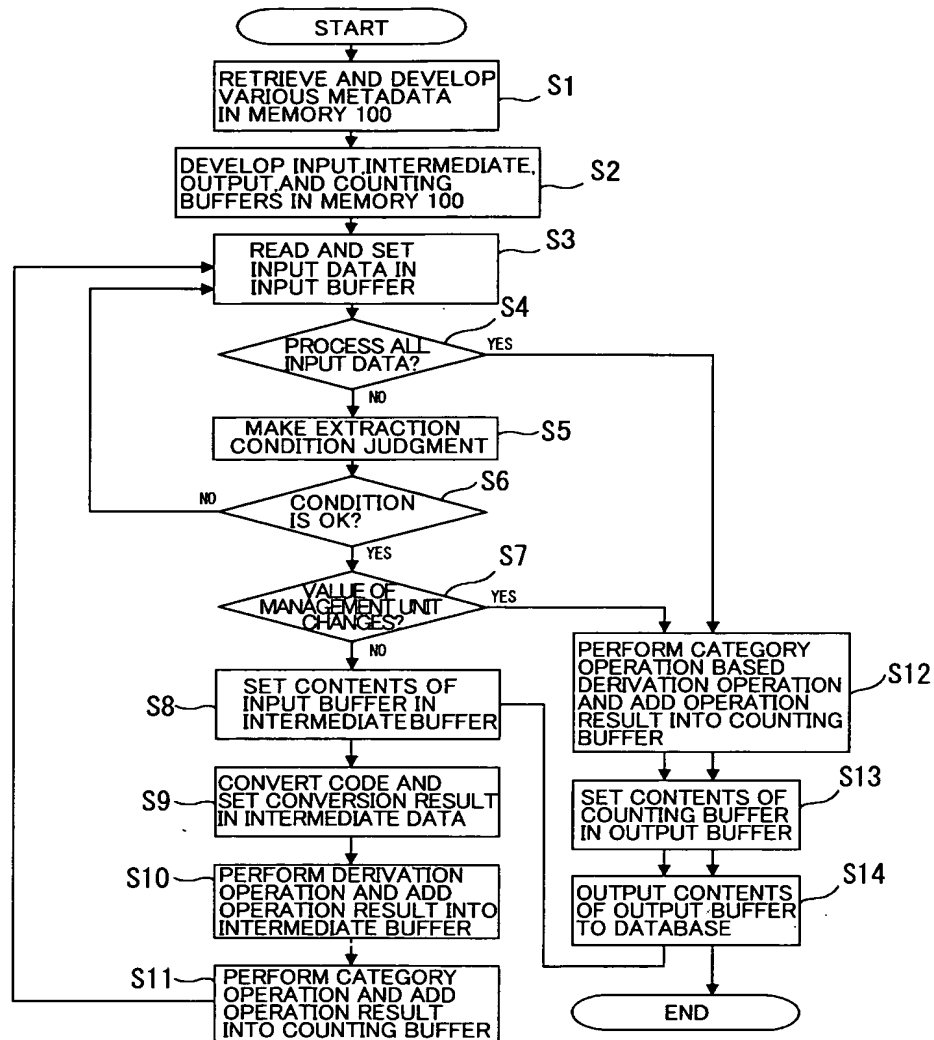 START
RETRIEVE AND DEVELOP
VARIOUS METADATA
IN MEMORY 100
S1
DEVELOP INPUT,INTERMEDIATE,
OUTPUT,AND COUNTING
BUFFERS IN MEMORY 100
S2
READ AND SET
INPUT DATA IN
INPUT BUFFER
S3
S4
PROCESS ALL
INPUT DATA?
YES
NO
MAKE EXTRACTION
CONDITION JUDGMENT
S5
S6
NO
CONDITION
IS OK?
YES
S7
VALUE OF
MANAGEMENT UNIT
CHANGES?
YES
NO
S8
SET CONTENTS OF
INPUT BUFFER IN
INTERMEDIATE BUFFER
S9
CONVERT CODE AND
SET CONVERSION RESULT
IN INTERMEDIATE DATA
S10
PERFORM DERIVATION
OPERATION AND ADD
OPERATION RESULT INTO
INTERMEDIATE BUFFER
S11
PERFORM CATEGORY
OPERATION AND ADD
OPERATION RESULT
INTO COUNTING BUFFER
PERFORM CATEGORY
OPERATION BASED
DERIVATION OPERATION
AND ADD OPERATION
RESULT INTO COUNTING
BUFFER
S12
SET CONTENTS OF
COUNTING BUFFER
IN OUTPUT BUFFER
S13
OUTPUT CONTENTS
OF OUTPUT BUFFER
TO DATABASE
S14
END